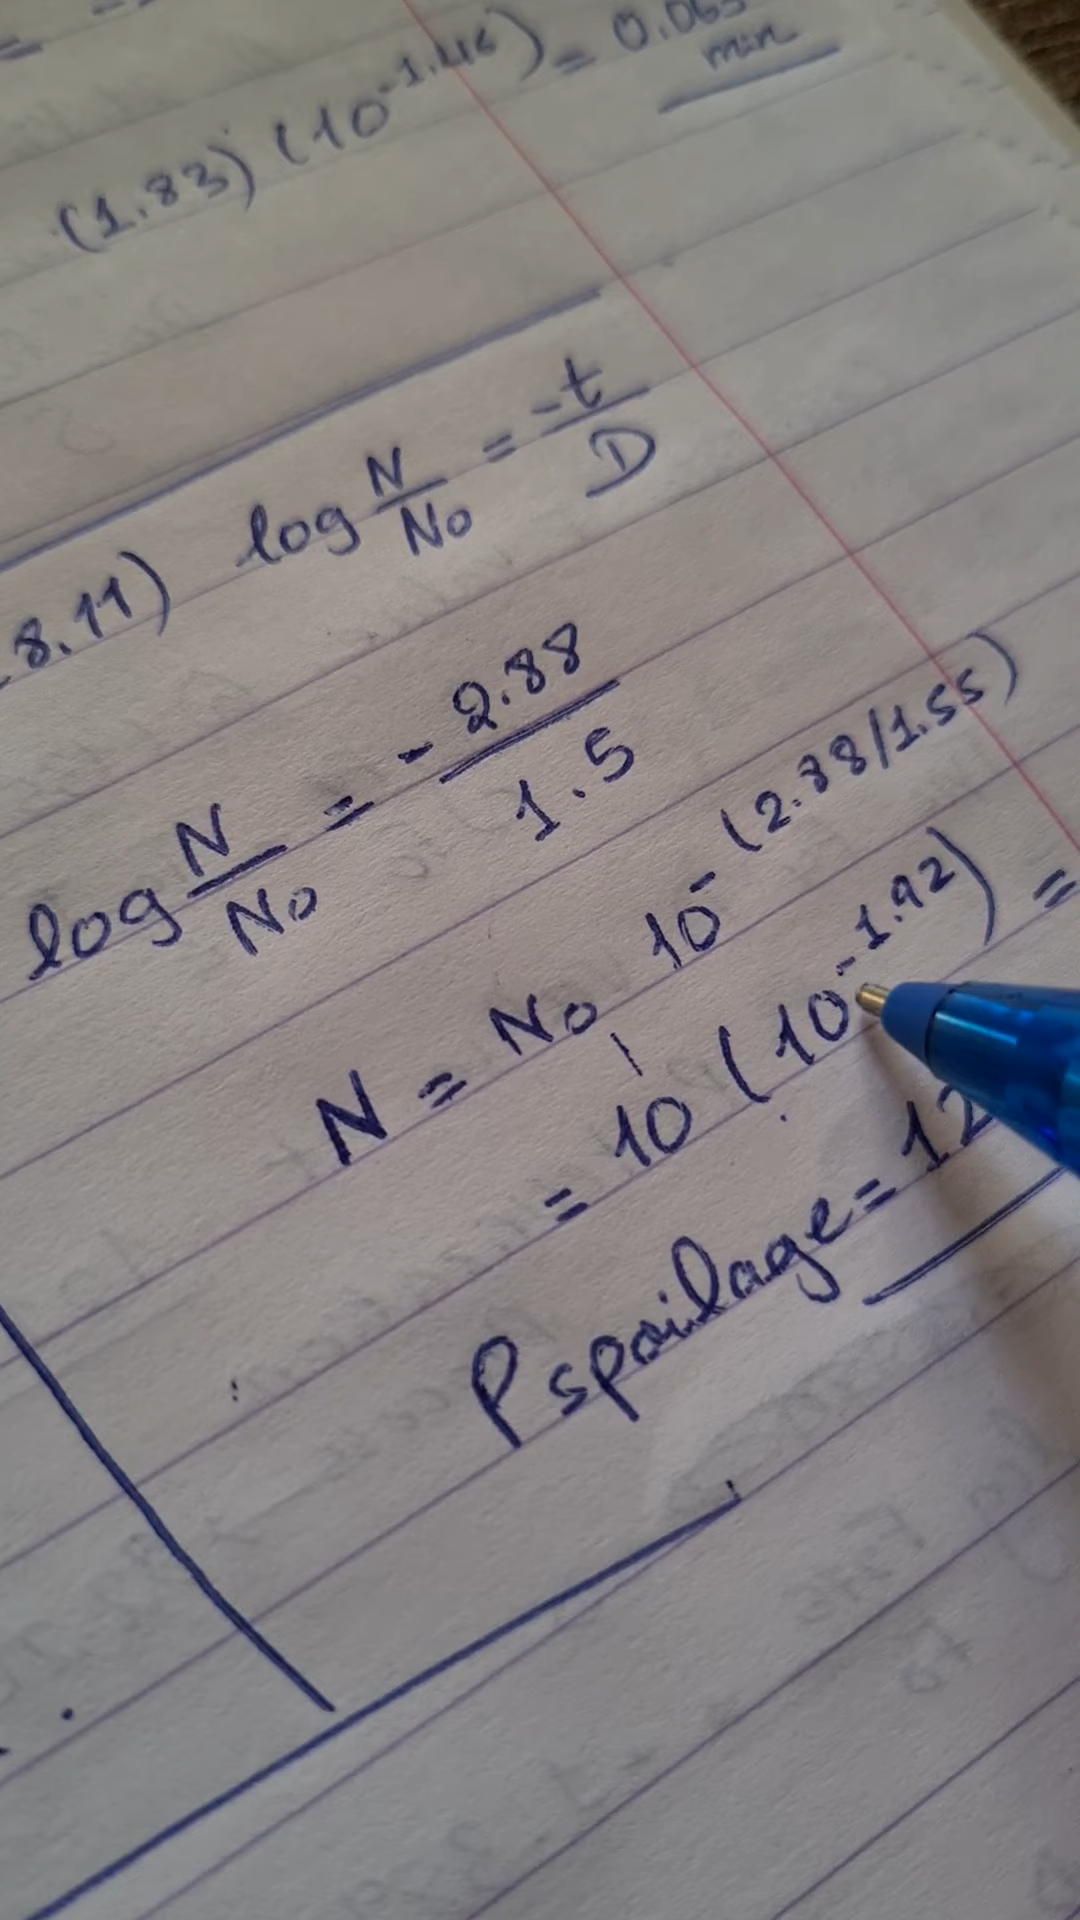 (1.83) (10^-1.46) = 0.065 min
8.11) log N/No = -t/D
log N/No = - 2.88/1.5
N = No 10^-(2.88/1.55)
= 10 (10^-1.92) =
Pspoilage = 12